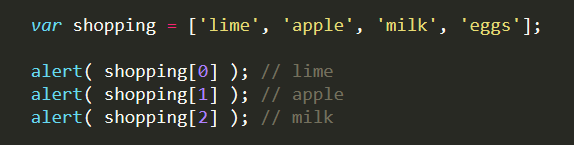 var shopping = ['lime', 'apple', 'milk', 'eggs'];
alert( shopping[0] ); // lime
alert( shopping[1] ); // apple
alert( shopping[2] ); // milk